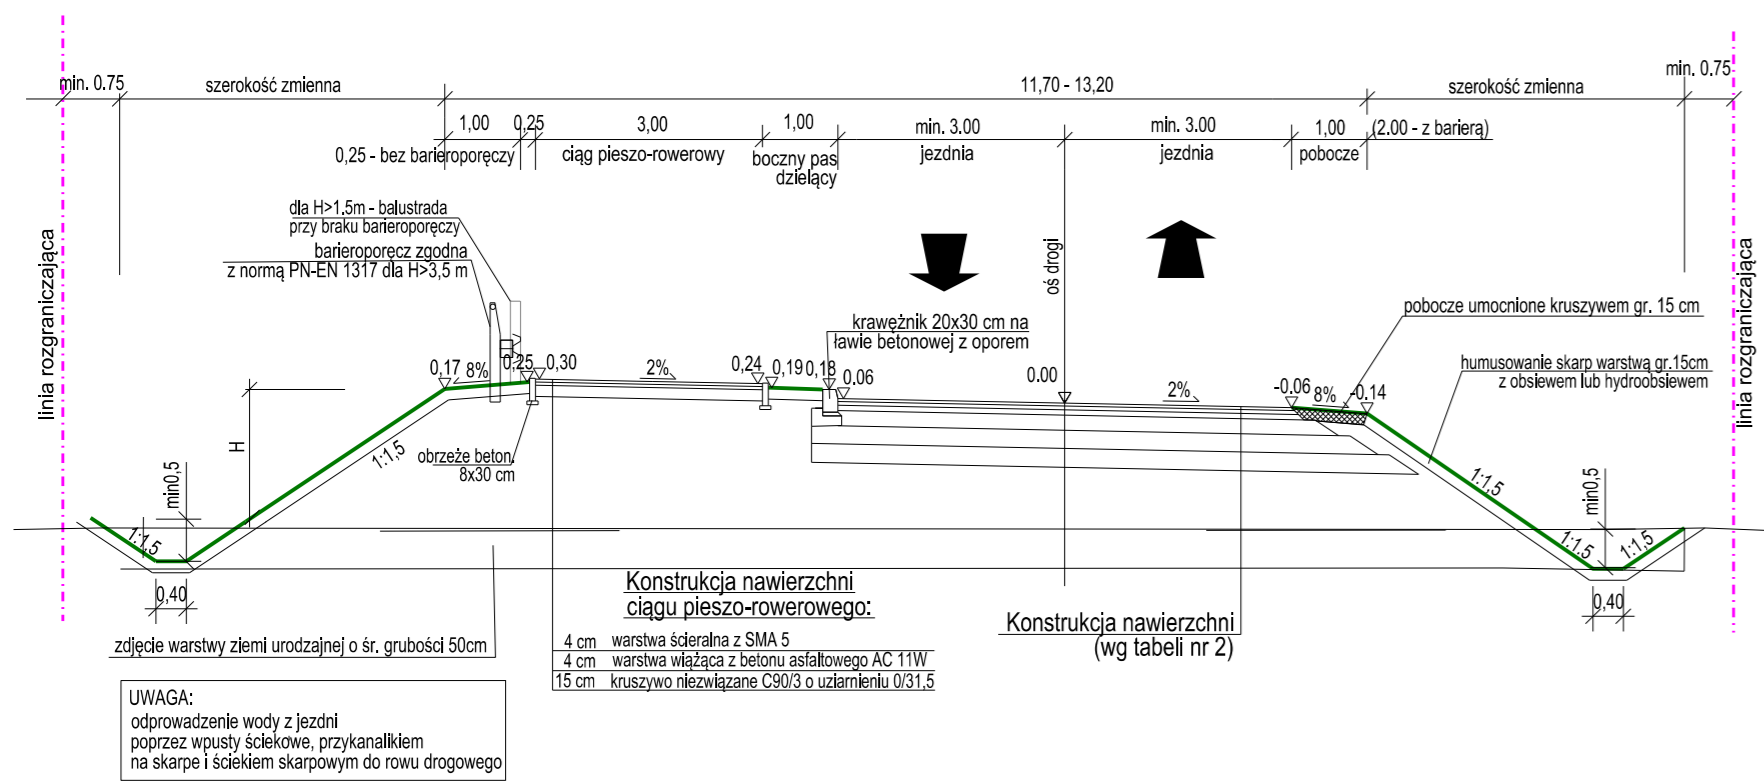 min. 0.75
szerokość zmienna
11,70 - 13,20
szerokość zmienna
min. 0.75
1,00
0,25
3,00
1,00
min. 3.00
min. 3.00
1,00
(2.00 - z barierą)
0,25 - bez barieroporęczy
ciąg pieszo-rowerowy
boczny pas
dzielący
jezdnia
jezdnia
pobocze
dla H>1.5m - balustrada
przy braku barieroporęczy
barieroporęcz zgodna
z normą PN-EN 1317 dla H>3,5 m
linia rozgraniczająca
oś drogi
linia rozgraniczająca
krawężnik 20x30 cm na
ławie betonowej z oporem
pobocze umocnione kruszywem gr. 15 cm
humusowanie skarp warstwą gr.15cm
z obsiewem lub hydroobsiewem
0,17
8%
0,25
0,30
2%
0,24
0,19
0,18
0.06
0.00
2%
-0.06
8%
-0.14
H
1:1,5
obrzeże beton.
8x30 cm
min0,5
1:1,5
0,40
1:1,5
min0,5
1:1,5
1:1,5
0,40
zdjęcie warstwy ziemi urodzajnej o śr. grubości 50cm
Konstrukcja nawierzchni
ciągu pieszo-rowerowego:
4 cm warstwa ścieralna z SMA 5
4 cm warstwa wiążąca z betonu asfaltowego AC 11W
15 cm kruszywo niezwiązane C90/3 o uziarnieniu 0/31,5
Konstrukcja nawierzchni
(wg tabeli nr 2)
UWAGA:
odprowadzenie wody z jezdni
poprzez wpusty ściekowe, przykanalikiem
na skarpe i ściekiem skarpowym do rowu drogowego